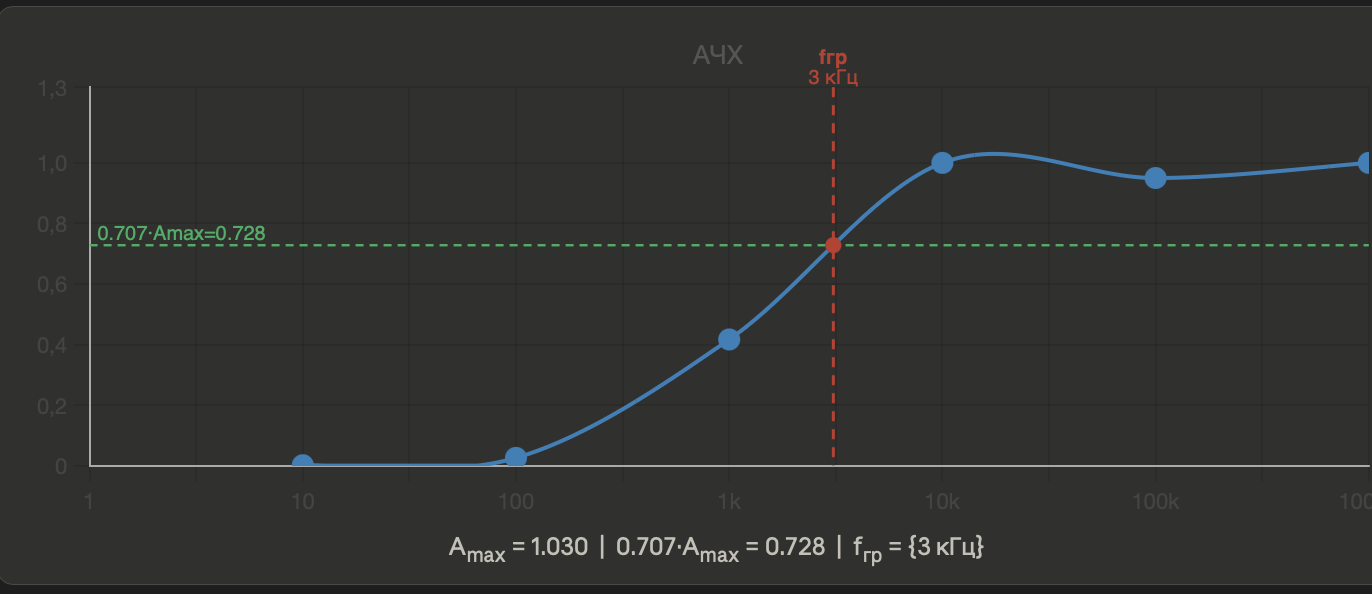 АЧХ
fгр
3 кГц
1,3
1,0
0,8
0.707·Amax=0.728
0,6
0,4
0,2
0
1 10 100 1k 10k 100k 100
Amax = 1.030 | 0.707·Amax = 0.728 | fгр = {3 кГц}